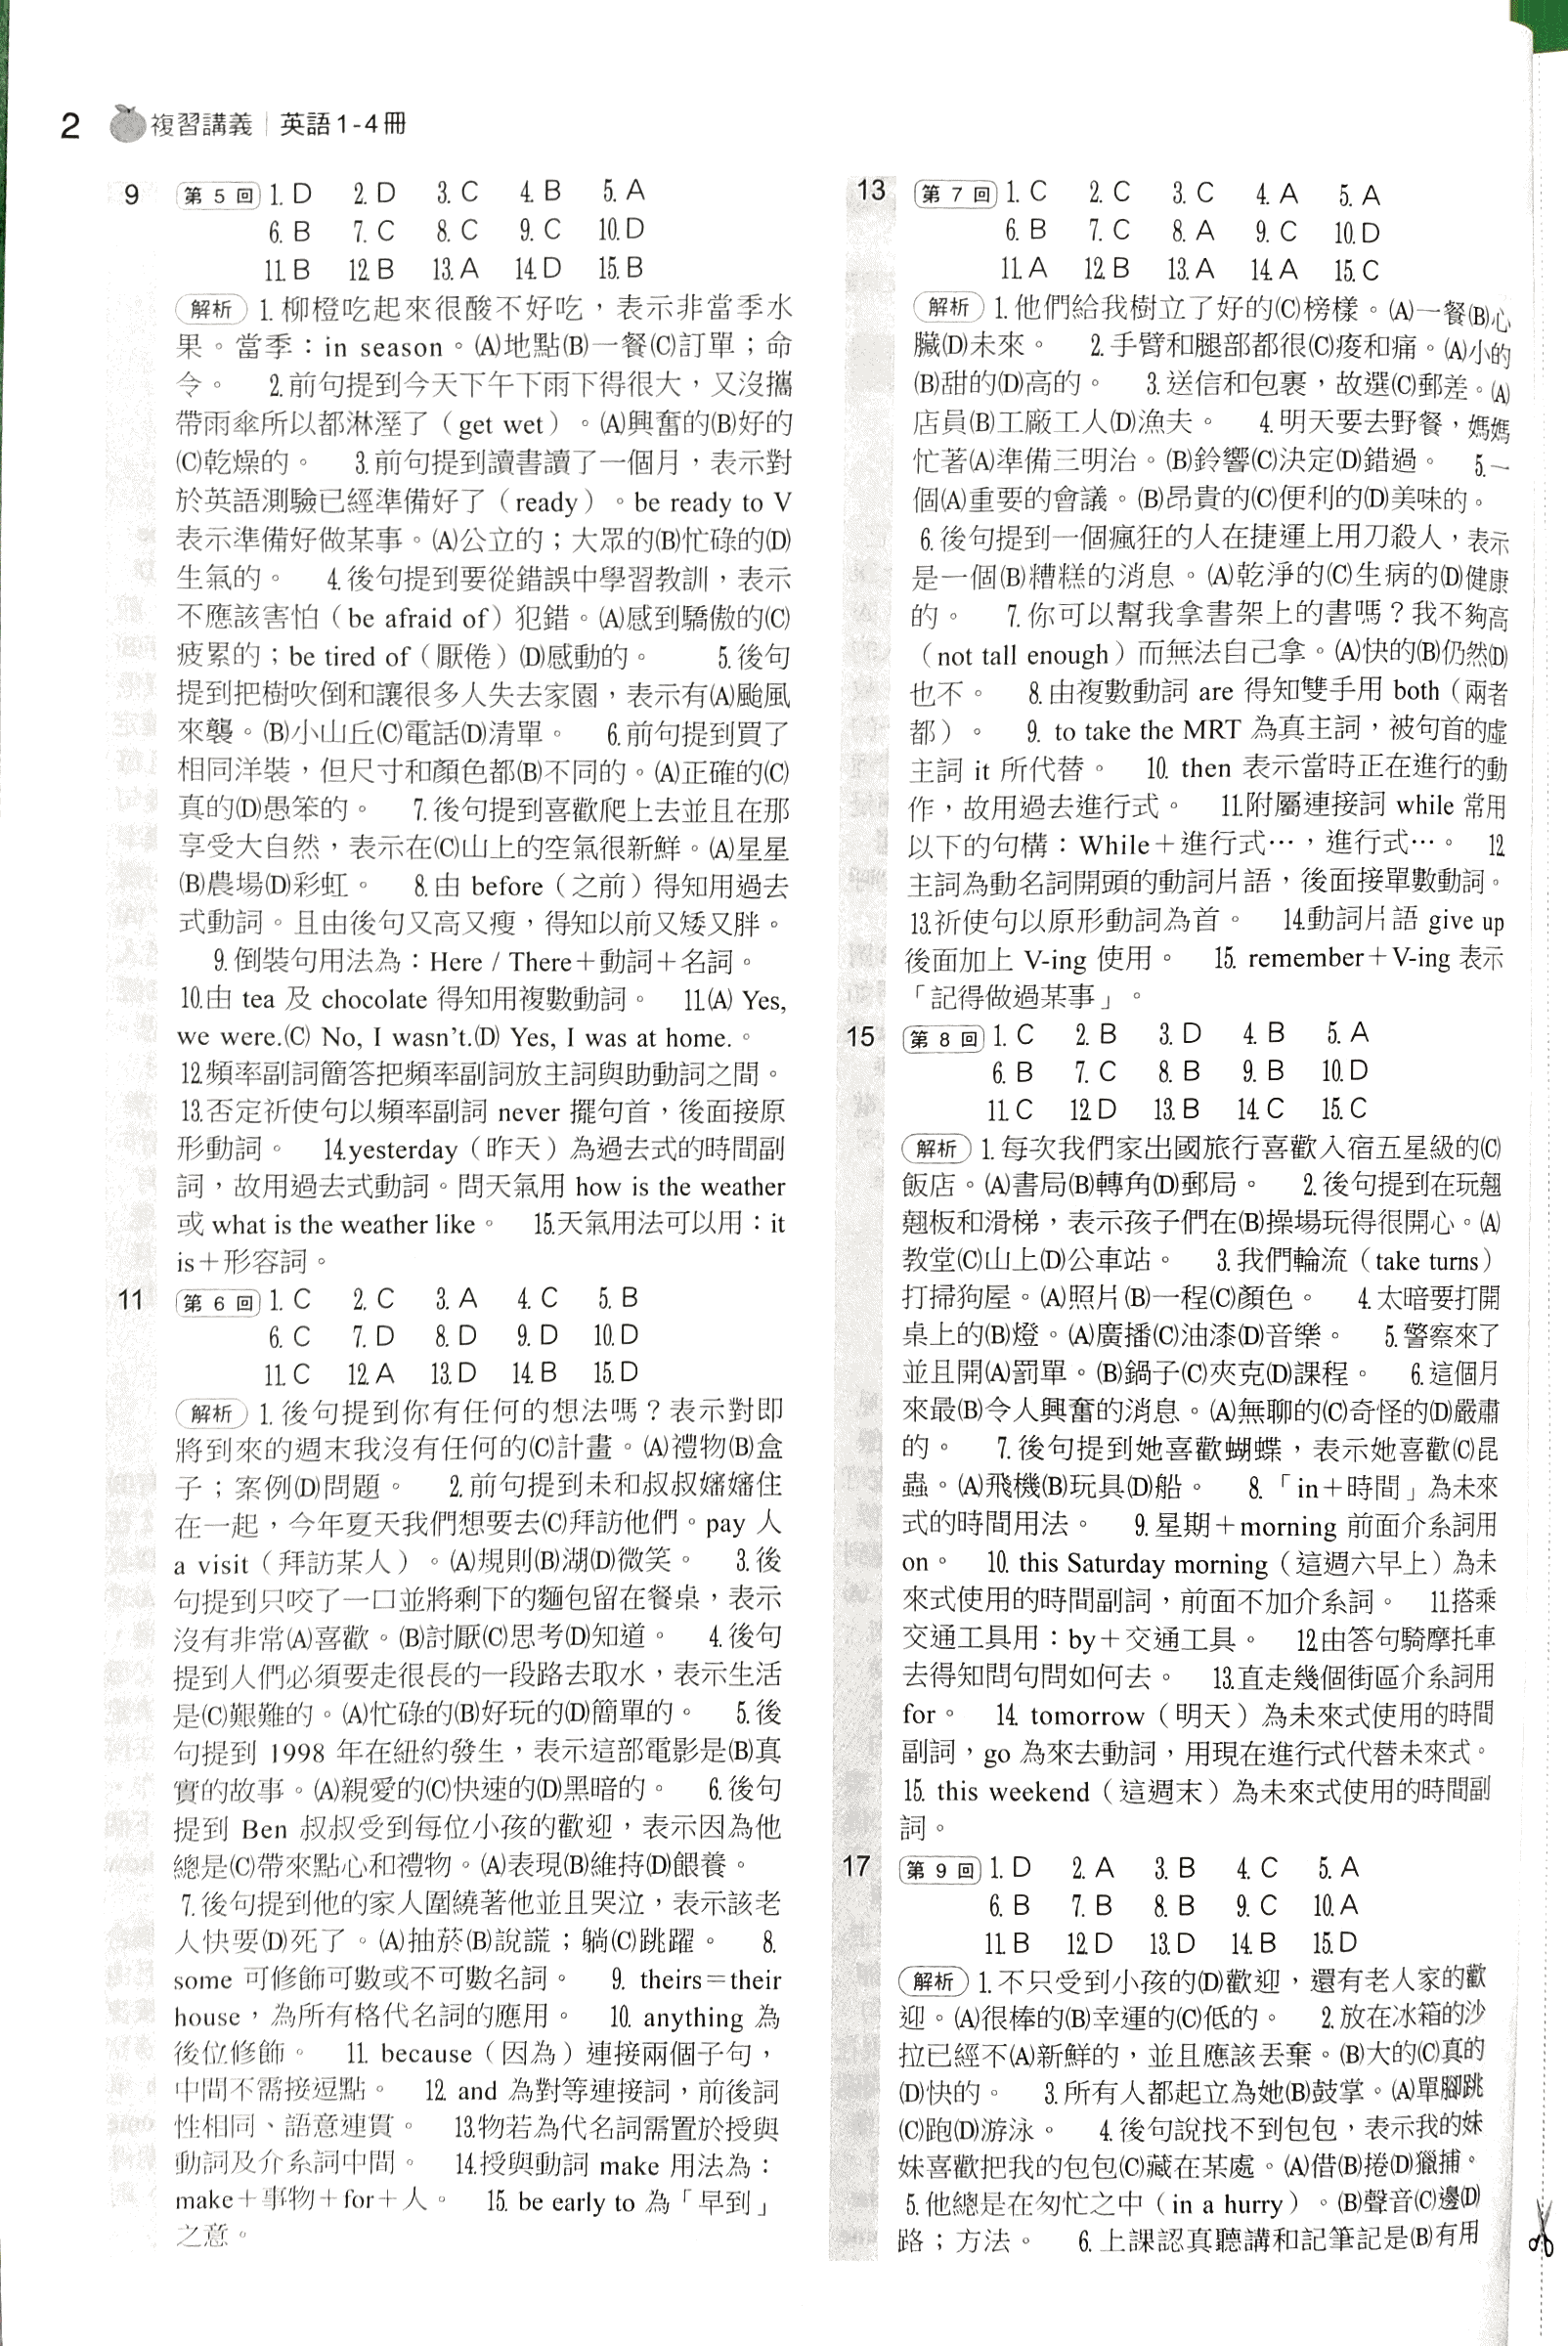 2 複習講義 英語1-4冊
9 第5回 1. D 2. D 3. C 4. B 5. A
6. B 7. C 8. C 9. C 10. D
11. B 12. B 13. A 14. D 15. B
解析 1.柳橙吃起來很酸不好吃，表示非當季水
果。當季：in season。(A)地點(B)一餐(C)訂單；命
令。 2.前句提到今天下午下雨下得很大，又沒攜
帶雨傘所以都淋溼了（get wet）。(A)興奮的(B)好的
(C)乾燥的。 3.前句提到讀書讀了一個月，表示對
於英語測驗已經準備好了（ready）。be ready to V
表示準備好做某事。(A)公立的；大眾的(B)忙碌的(D)
生氣的。 4.後句提到要從錯誤中學習教訓，表示
不應該害怕（be afraid of）犯錯。(A)感到驕傲的(C)
疲累的；be tired of（厭倦）(D)感動的。 5.後句
提到把樹吹倒和讓很多人失去家園，表示有(A)颱風
來襲。(B)小山丘(C)電話(D)清單。 6.前句提到買了
相同洋裝，但尺寸和顏色都(B)不同的。(A)正確的(C)
真的(D)愚笨的。 7.後句提到喜歡爬上去並且在那
享受大自然，表示在(C)山上的空氣很新鮮。(A)星星
(B)農場(D)彩虹。 8.由 before（之前）得知用過去
式動詞。且由後句又高又瘦，得知以前又矮又胖。
9.倒裝句用法為：Here / There＋動詞＋名詞。
10.由 tea 及 chocolate 得知用複數動詞。 11.(A) Yes,
we were.(C) No, I wasn't.(D) Yes, I was at home.。
12.頻率副詞簡答把頻率副詞放主詞與助動詞之間。
13.否定祈使句以頻率副詞 never 擺句首，後面接原
形動詞。 14.yesterday（昨天）為過去式的時間副
詞，故用過去式動詞。問天氣用 how is the weather
或 what is the weather like。 15.天氣用法可以用：it
is＋形容詞。
11 第6回 1. C 2. C 3. A 4. C 5. B
6. C 7. D 8. D 9. D 10. D
11. C 12. A 13. D 14. B 15. D
解析 1.後句提到你有任何的想法嗎？表示對即
將到來的週末我沒有任何的(C)計畫。(A)禮物(B)盒
子；案例(D)問題。 2.前句提到未和叔叔嬸嬸住
在一起，今年夏天我們想要去(C)拜訪他們。pay 人
a visit（拜訪某人）。(A)規則(B)湖(D)微笑。 3.後
句提到只咬了一口並將剩下的麵包留在餐桌，表示
沒有非常(A)喜歡。(B)討厭(C)思考(D)知道。 4.後句
提到人們必須要走很長的一段路去取水，表示生活
是(C)艱難的。(A)忙碌的(B)好玩的(D)簡單的。 5.後
句提到 1998 年在紐約發生，表示這部電影是(B)真
實的故事。(A)親愛的(C)快速的(D)黑暗的。 6.後句
提到 Ben 叔叔受到每位小孩的歡迎，表示因為他
總是(C)帶來點心和禮物。(A)表現(B)維持(D)餵養。
7.後句提到他的家人圍繞著他並且哭泣，表示該老
人快要(D)死了。(A)抽菸(B)說謊；躺(C)跳躍。 8.
some 可修飾可數或不可數名詞。 9. theirs＝their
house，為所有格代名詞的應用。 10. anything 為
後位修飾。 11. because（因為）連接兩個子句，
中間不需接逗點。 12. and 為對等連接詞，前後詞
性相同、語意連貫。 13.物若為代名詞需置於授與
動詞及介系詞中間。 14.授與動詞 make 用法為：
make＋事物＋for＋人。 15. be early to 為「早到」
之意。
13 第7回 1. C 2. C 3. C 4. A 5. A
6. B 7. C 8. A 9. C 10. D
11. A 12. B 13. A 14. A 15. C
解析 1.他們給我樹立了好的(C)榜樣。(A)一餐(B)心
臟(D)未來。 2.手臂和腿部都很(C)痠和痛。(A)小的
(B)甜的(D)高的。 3.送信和包裹，故選(C)郵差。(A)
店員(B)工廠工人(D)漁夫。 4.明天要去野餐，媽媽
忙著(A)準備三明治。(B)鈴響(C)決定(D)錯過。 5.一
個(A)重要的會議。(B)昂貴的(C)便利的(D)美味的。
6.後句提到一個瘋狂的人在捷運上用刀殺人，表示
是一個(B)糟糕的消息。(A)乾淨的(C)生病的(D)健康
的。 7.你可以幫我拿書架上的書嗎？我不夠高
（not tall enough）而無法自己拿。(A)快的(B)仍然(D)
也不。 8.由複數動詞 are 得知雙手用 both（兩者
都）。 9. to take the MRT 為真主詞，被句首的虛
主詞 it 所代替。 10. then 表示當時正在進行的動
作，故用過去進行式。 11.附屬連接詞 while 常用
以下的句構：While＋進行式…，進行式…。 12.
主詞為動名詞開頭的動詞片語，後面接單數動詞。
13.祈使句以原形動詞為首。 14.動詞片語 give up
後面加上 V-ing 使用。 15. remember＋V-ing 表示
「記得做過某事」。
15 第8回 1. C 2. B 3. D 4. B 5. A
6. B 7. C 8. B 9. B 10. D
11. C 12. D 13. B 14. C 15. C
解析 1.每次我們家出國旅行喜歡入宿五星級的(C)
飯店。(A)書局(B)轉角(D)郵局。 2.後句提到在玩翹
翹板和滑梯，表示孩子們在(B)操場玩得很開心。(A)
教堂(C)山上(D)公車站。 3.我們輪流（take turns）
打掃狗屋。(A)照片(B)一程(C)顏色。 4.太暗要打開
桌上的(B)燈。(A)廣播(C)油漆(D)音樂。 5.警察來了
並且開(A)罰單。(B)鍋子(C)夾克(D)課程。 6.這個月
來最(B)令人興奮的消息。(A)無聊的(C)奇怪的(D)嚴肅
的。 7.後句提到她喜歡蝴蝶，表示她喜歡(C)昆
蟲。(A)飛機(B)玩具(D)船。 8.「in＋時間」為未來
式的時間用法。 9.星期＋morning 前面介系詞用
on。 10. this Saturday morning（這週六早上）為未
來式使用的時間副詞，前面不加介系詞。 11.搭乘
交通工具用：by＋交通工具。 12.由答句騎摩托車
去得知問句問如何去。 13.直走幾個街區介系詞用
for。 14. tomorrow（明天）為未來式使用的時間
副詞，go 為來去動詞，用現在進行式代替未來式。
15. this weekend（這週末）為未來式使用的時間副
詞。
17 第9回 1. D 2. A 3. B 4. C 5. A
6. B 7. B 8. B 9. C 10. A
11. B 12. D 13. D 14. B 15. D
解析 1.不只受到小孩的(D)歡迎，還有老人家的歡
迎。(A)很棒的(B)幸運的(C)低的。 2.放在冰箱的沙
拉已經不(A)新鮮的，並且應該丟棄。(B)大的(C)真的
(D)快的。 3.所有人都起立為她(B)鼓掌。(A)單腳跳
(C)跑(D)游泳。 4.後句說找不到包包，表示我的妹
妹喜歡把我的包包(C)藏在某處。(A)借(B)捲(D)獵捕。
5.他總是在匆忙之中（in a hurry）。(B)聲音(C)邊(D)
路；方法。 6.上課認真聽講和記筆記是(B)有用